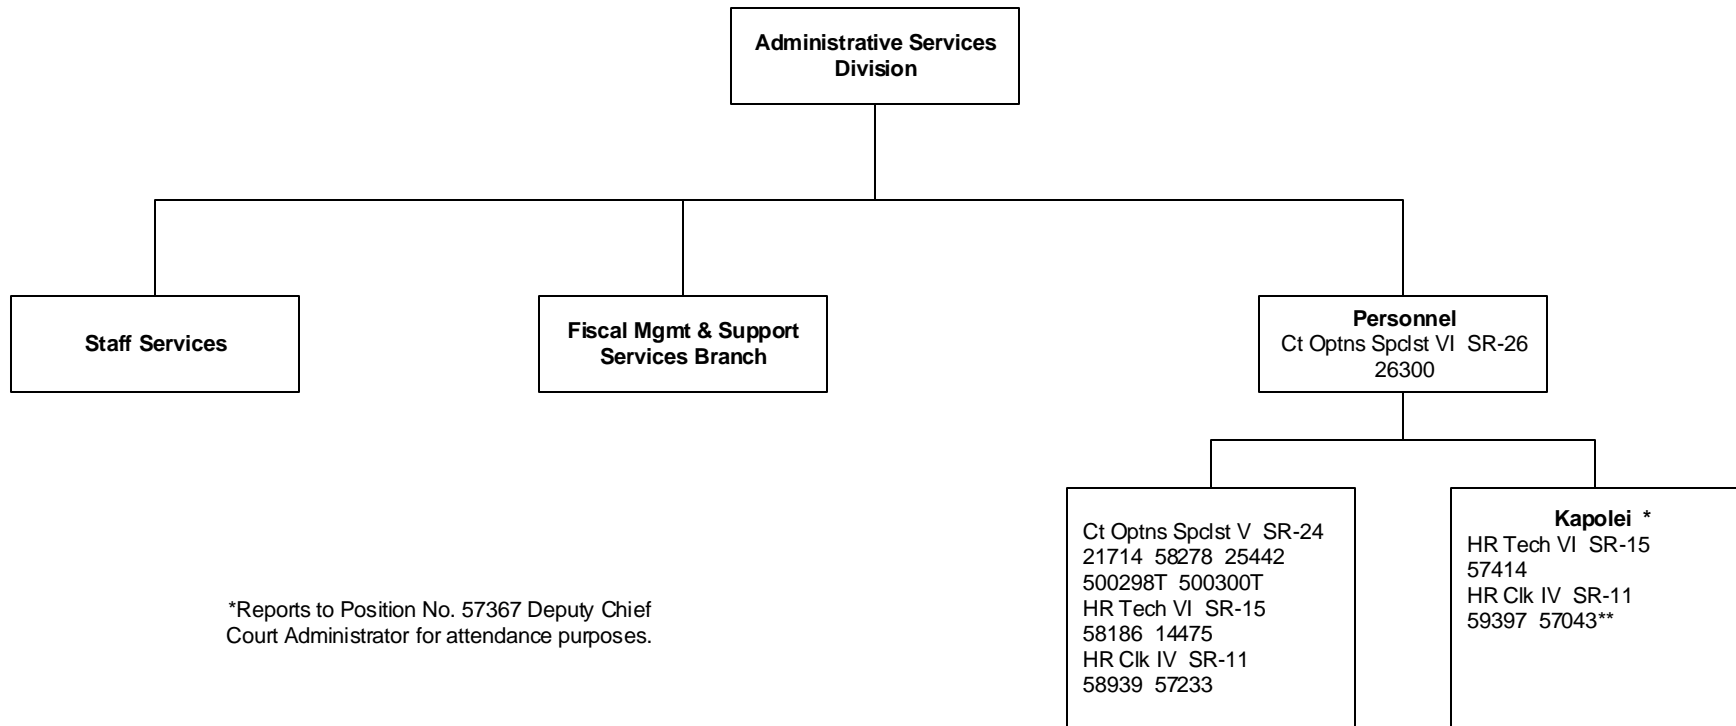 Administrative Services
Division
Staff Services
Fiscal Mgmt & Support
Services Branch
Personnel
Ct Optns Spclst VI SR-26
26300
Ct Optns Spclst V SR-24
21714 58278 25442
500298T 500300T
HR Tech VI SR-15
58186 14475
HR Clk IV SR-11
58939 57233
Kapolei *
HR Tech VI SR-15
57414
HR Clk IV SR-11
59397 57043**
*Reports to Position No. 57367 Deputy Chief
Court Administrator for attendance purposes.